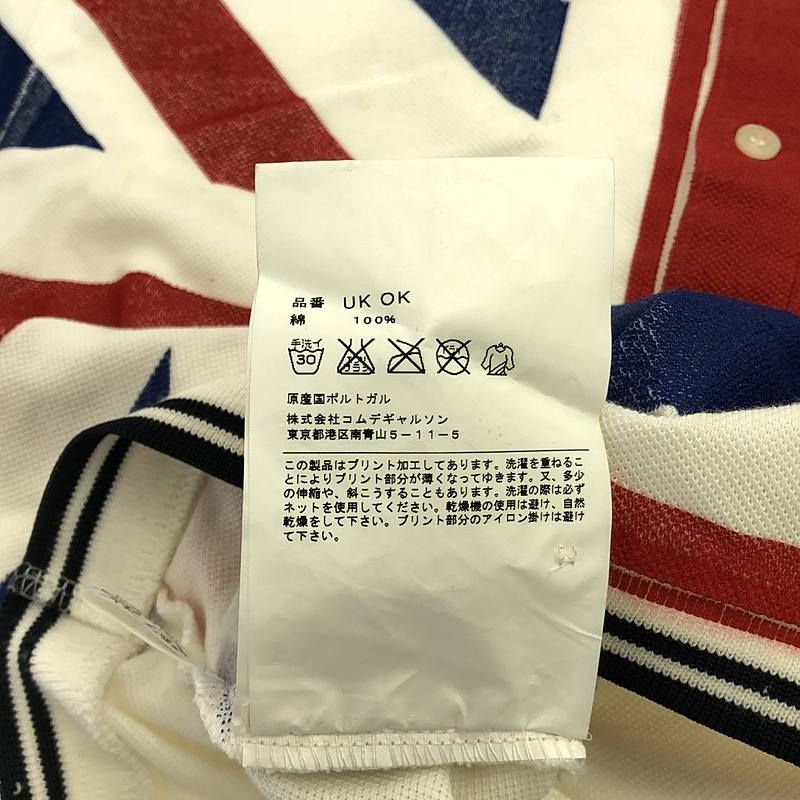 品番 UK OK
綿 100%
手洗イ
30
原産国ポルトガル
株式会社コムデギャルソン
東京都港区南青山5-11-5
この製品はプリント加工してあります。洗濯を重ねるこ
とによりプリント部分が薄くなってゆきます。又、多少
の伸縮や、斜こうすることもあります。洗濯の際は必ず
ネットを使用してください。乾燥機の使用は避け、自然
乾燥をして下さい。プリント部分のアイロン掛けは避け
て下さい。